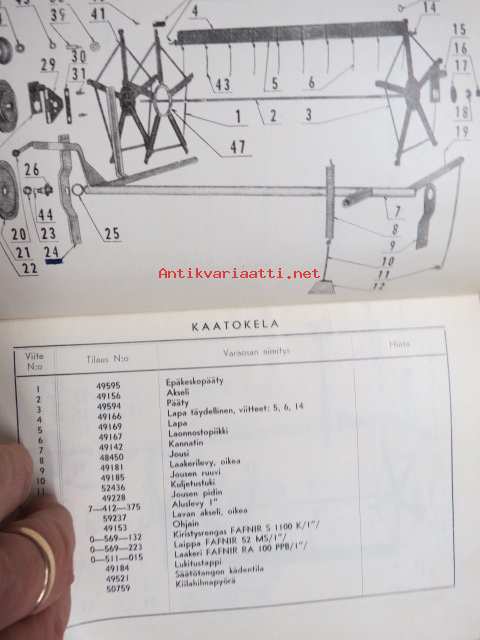 39
41
4
14
30
29
31
15
16
17
18
19
43
5
6
1
2
3
47
26
44
20
23
21
24
22
25
7
8
9
10
11
12
Antikvariaatti.net
KAATOKELA
Viite N:o Tilaus N:o Varaosan nimitys Hinta
1 49595 Epäkeskopääty
2 49156 Akseli
3 49594 Pääty
4 49166 Lapa täydellinen, viitteet: 5, 6, 14
5 49169 Lapa
6 49167 Laonnostopiikki
7 49142 Kannatin
8 48450 Jousi
9 49181 Laakerilevy, oikea
10 49185 Jousen ruuvi
11 52436 Kuljetustuki
49228 Jousen pidin
7—412—375 Aluslevy 1"
59237 Lavan akseli, oikea
49153 Ohjain
0—569—132 Kiristysrengas FAFNIR S 1100 K/1"/
0—569—223 Laippa FAFNIR 52 MS/1"/
0—511—015 Laakeri FAFNIR RA 100 PPB/1"/
49184 Lukitustappi
49521 Säätötangon kädentila
50759 Kiilahihnapyörä